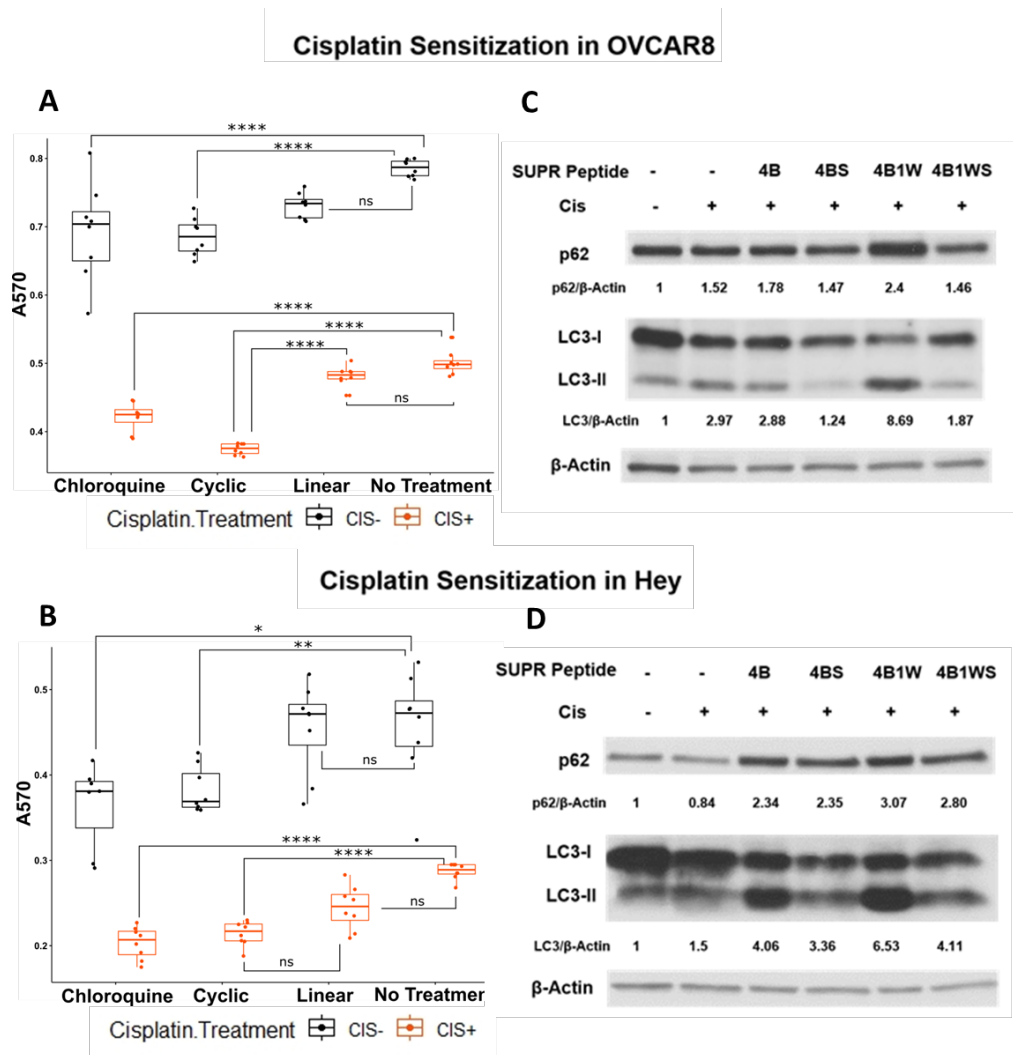 Cisplatin Sensitization in OVCAR8
A
****
****
ns
****
****
****
ns
0.8
0.7
0.6
0.5
0.4
A570
Chloroquine Cyclic Linear No Treatment
Cisplatin.Treatment CIS- CIS+
C
SUPR Peptide - - 4B 4BS 4B1W 4B1WS
Cis - + + + + +
p62
p62/β-Actin 1 1.52 1.78 1.47 2.4 1.46
LC3-I
LC3-II
LC3/β-Actin 1 2.97 2.88 1.24 8.69 1.87
β-Actin
Cisplatin Sensitization in Hey
B
*
**
ns
****
****
ns
ns
0.5
0.4
0.3
0.2
A570
Chloroquine Cyclic Linear No Treatmer
Cisplatin.Treatment CIS- CIS+
D
SUPR Peptide - - 4B 4BS 4B1W 4B1WS
Cis - + + + + +
p62
p62/β-Actin 1 0.84 2.34 2.35 3.07 2.80
LC3-I
LC3-II
LC3/β-Actin 1 1.5 4.06 3.36 6.53 4.11
β-Actin